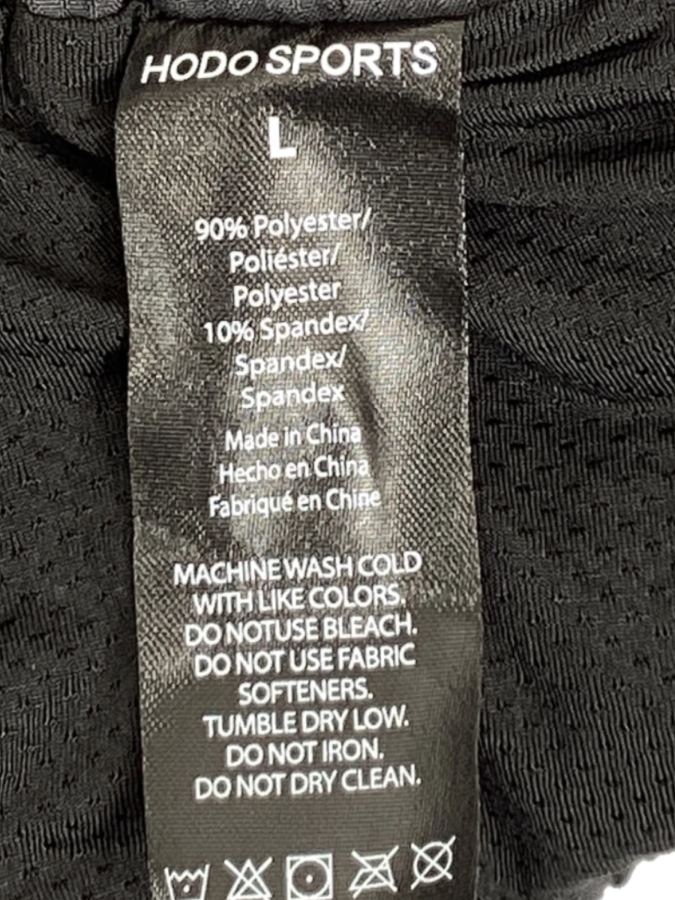 HODO SPORTS
L
90% Polyester/
Poliéster/
Polyester
10% Spandex/
Spandex/
Spandex
Made in China
Hecho en China
Fabriqué en Chine
MACHINE WASH COLD
WITH LIKE COLORS.
DO NOTUSE BLEACH.
DO NOT USE FABRIC
SOFTENERS.
TUMBLE DRY LOW.
DO NOT IRON.
DO NOT DRY CLEAN.